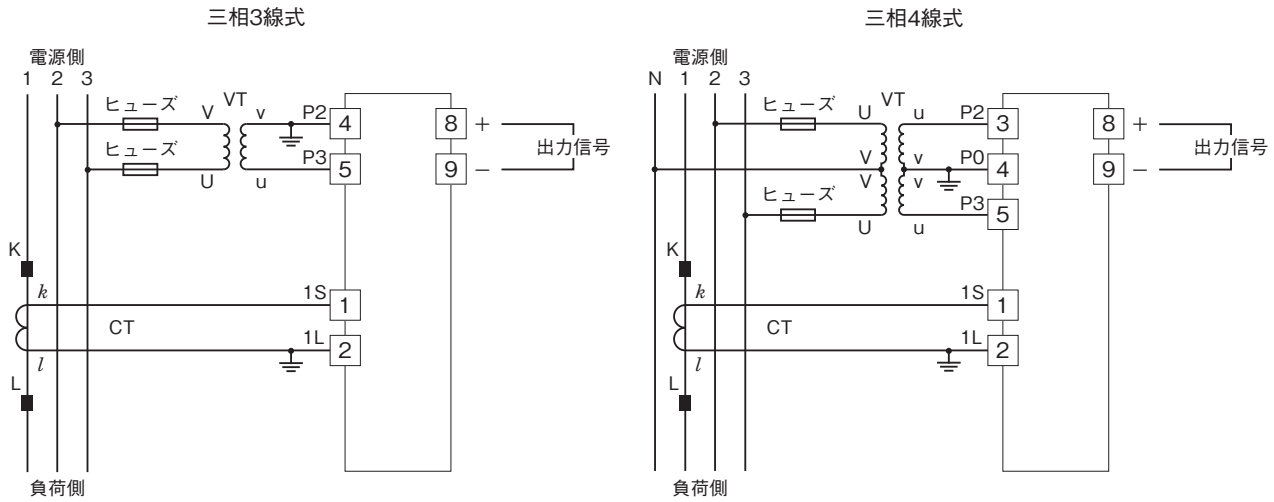 三相3線式
電源側
1 2 3
ヒューズ V VT v P2 4 8 +
ヒューズ U u P3 5 9 − 出力信号
K
k 1S 1
CT
l 1L 2
L
負荷側
三相4線式
電源側
N 1 2 3
ヒューズ U VT u P2 3 8 +
V v P0 4 9 − 出力信号
V v
ヒューズ U u P3 5
K
k 1S 1
CT
l 1L 2
L
負荷側